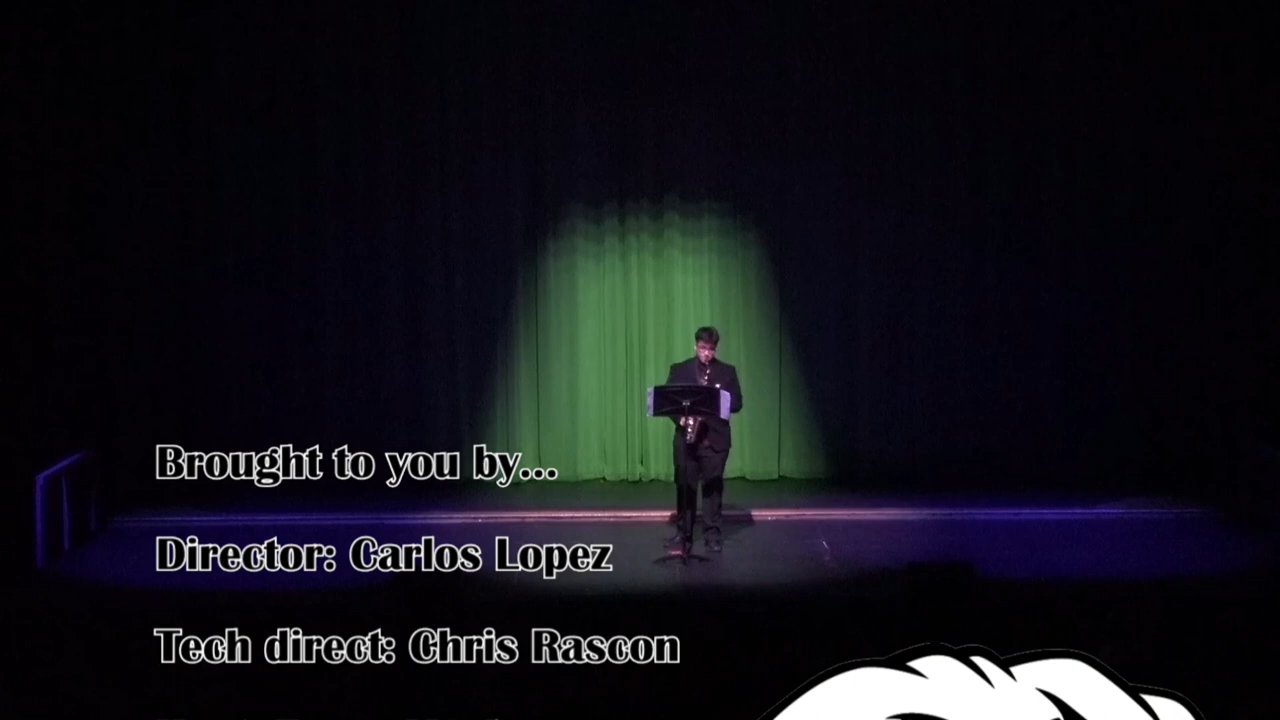 Brought to you by...
Director: Carlos Lopez
Tech direct: Chris Rascon